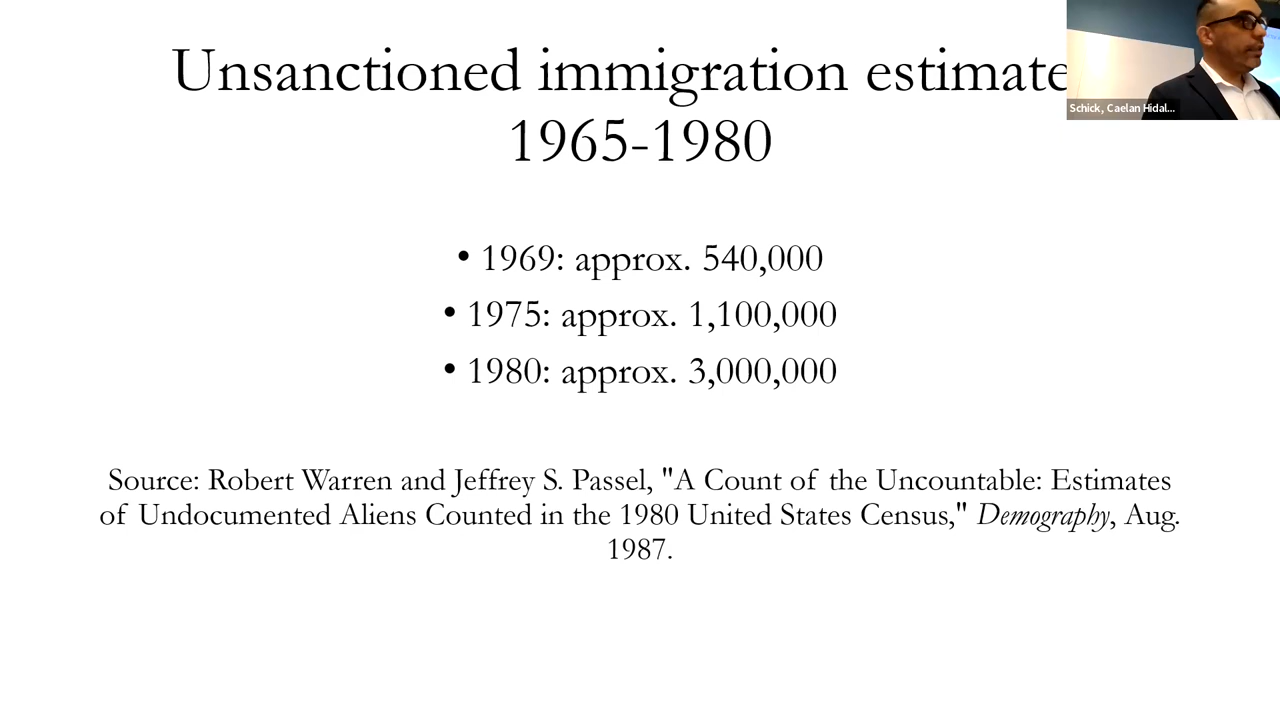 Unsanctioned immigration estimate
1965-1980
• 1969: approx. 540,000
• 1975: approx. 1,100,000
• 1980: approx. 3,000,000
Source: Robert Warren and Jeffrey S. Passel, "A Count of the Uncountable: Estimates
of Undocumented Aliens Counted in the 1980 United States Census," Demography, Aug.
1987.
Schick, Caelan Hidal...